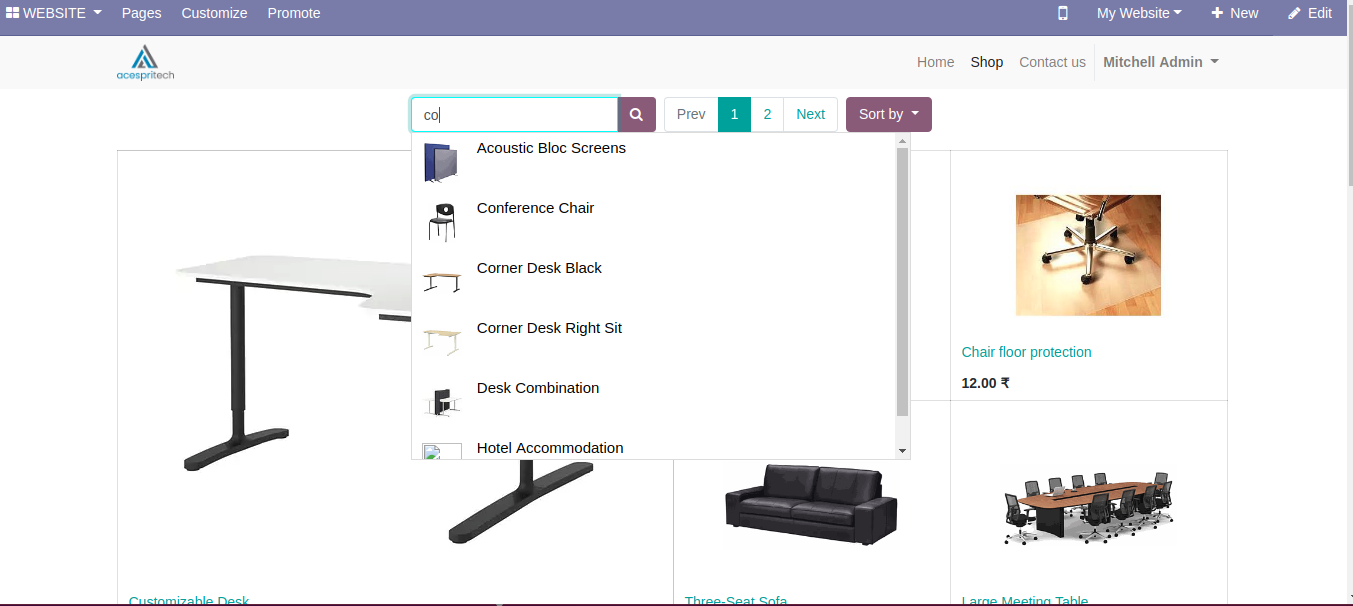 WEBSITE Pages Customize Promote My Website New Edit
acespritech
Home Shop Contact us Mitchell Admin
co Prev 1 2 Next Sort by
Acoustic Bloc Screens
Conference Chair
Corner Desk Black
Corner Desk Right Sit
Desk Combination
Hotel Accommodation
Chair floor protection
12.00 ₹
Customizable Desk Three-Seat Sofa Large Meeting Table